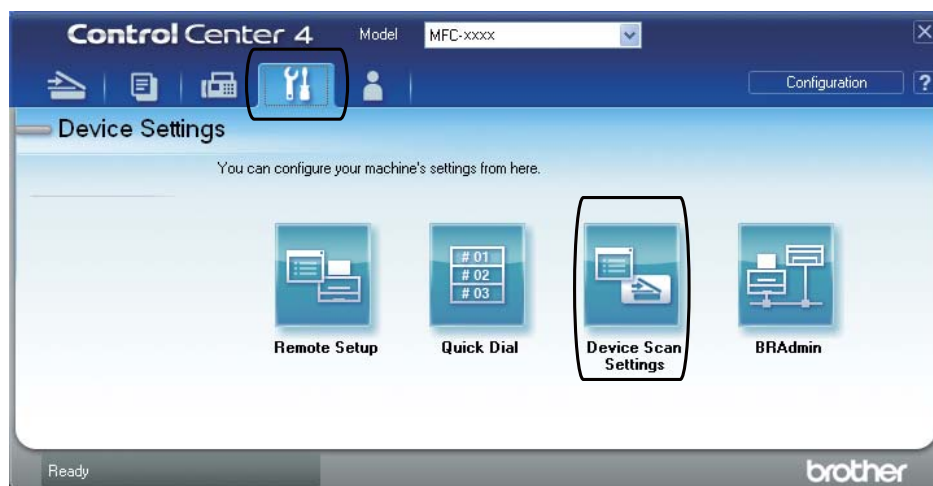 Control Center 4 Model MFC-xxxx
Configuration ?
Device Settings
You can configure your machine's settings from here.
# 01
# 02
# 03
Remote Setup Quick Dial Device Scan Settings BRAdmin
Ready brother